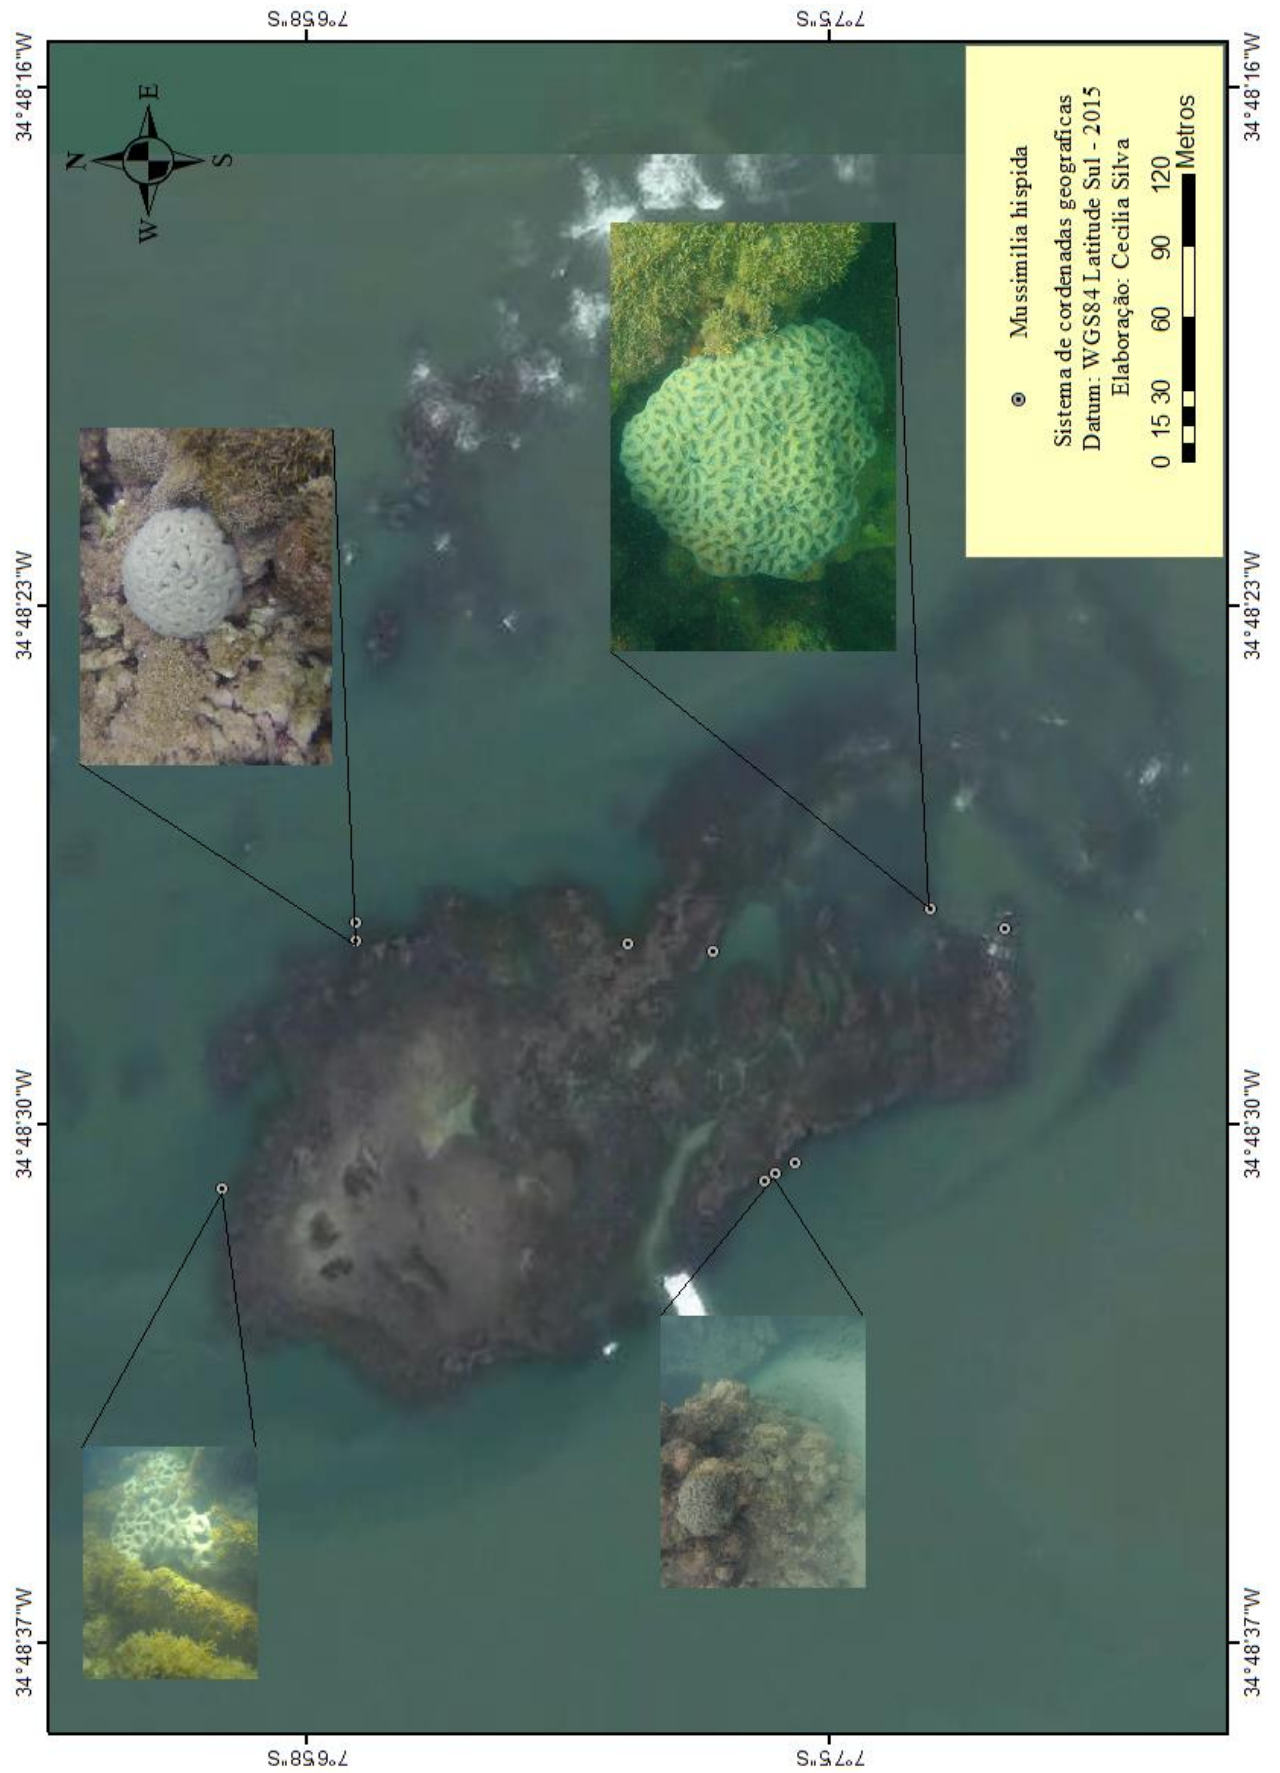 34°48'37"W 34°48'30"W 34°48'23"W 34°48'16"W
N
W E
S
7°6'58"S 7°6'58"S
7°7'5"S 7°7'5"S
Mussimilia hispida
Sistema de cordenadas geograficas
Datum: WGS84 Latitude Sul - 2015
Elaboração: Cecilia Silva
0 15 30 60 90 120
Metros
34°48'37"W 34°48'30"W 34°48'23"W 34°48'16"W